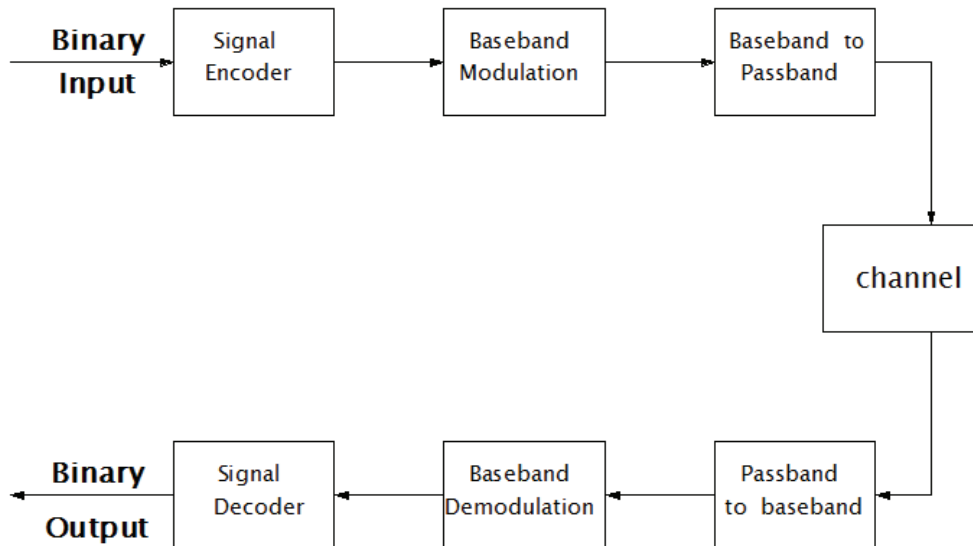 Binary
Input
Signal
Encoder
Baseband
Modulation
Baseband to
Passband
channel
Passband
to baseband
Baseband
Demodulation
Signal
Decoder
Binary
Output